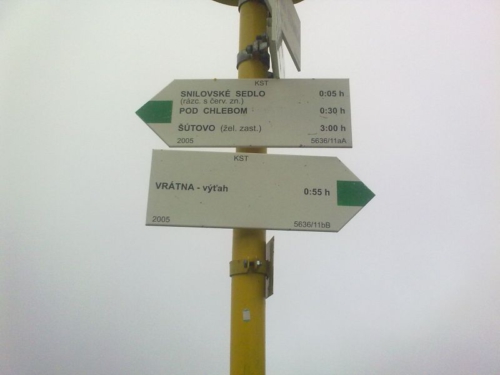 KST
SNILOVSKÉ SEDLO 0:05 h
(rázc. s červ. zn.)
POD CHLEBOM 0:30 h
ŠÚTOVO (žel. zast.) 3:00 h
2005 5636/11aA
KST
VRÁTNA - výťah 0:55 h
2005 5636/11bB